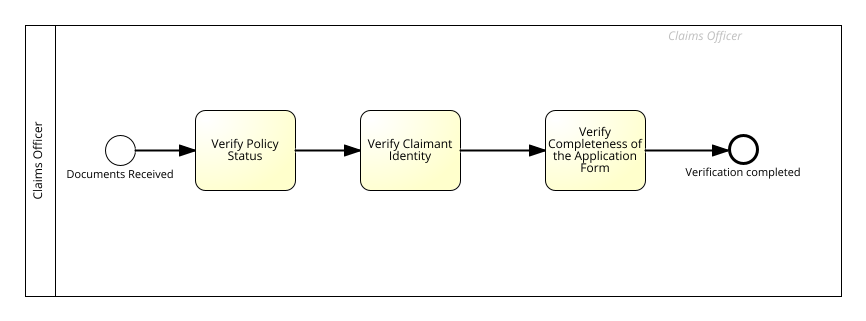 Claims Officer
Claims Officer
Documents Received
Verify Policy
Status
Verify Claimant
Identity
Verify
Completeness of
the Application
Form
Verification completed